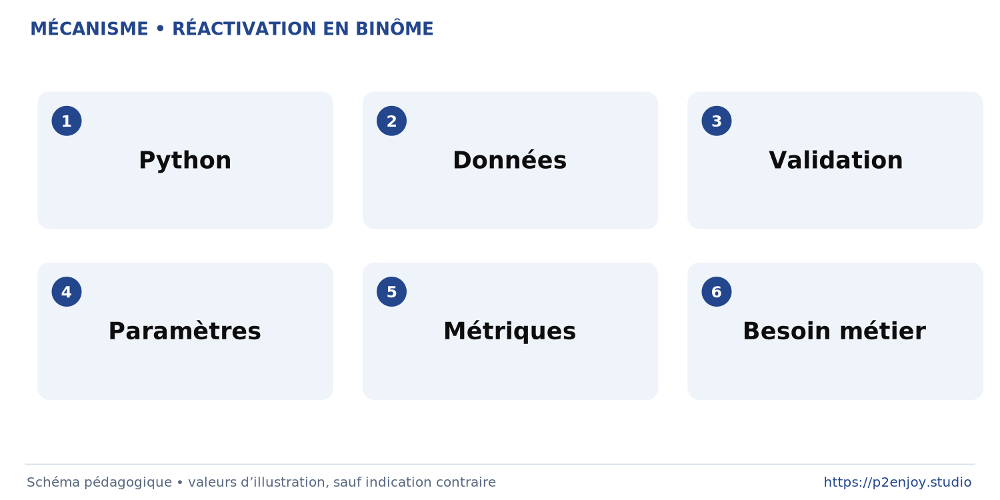 MÉCANISME • RÉACTIVATION EN BINÔME
1
Python
2
Données
3
Validation
4
Paramètres
5
Métriques
6
Besoin métier
Schéma pédagogique • valeurs d’illustration, sauf indication contraire
https://p2enjoy.studio